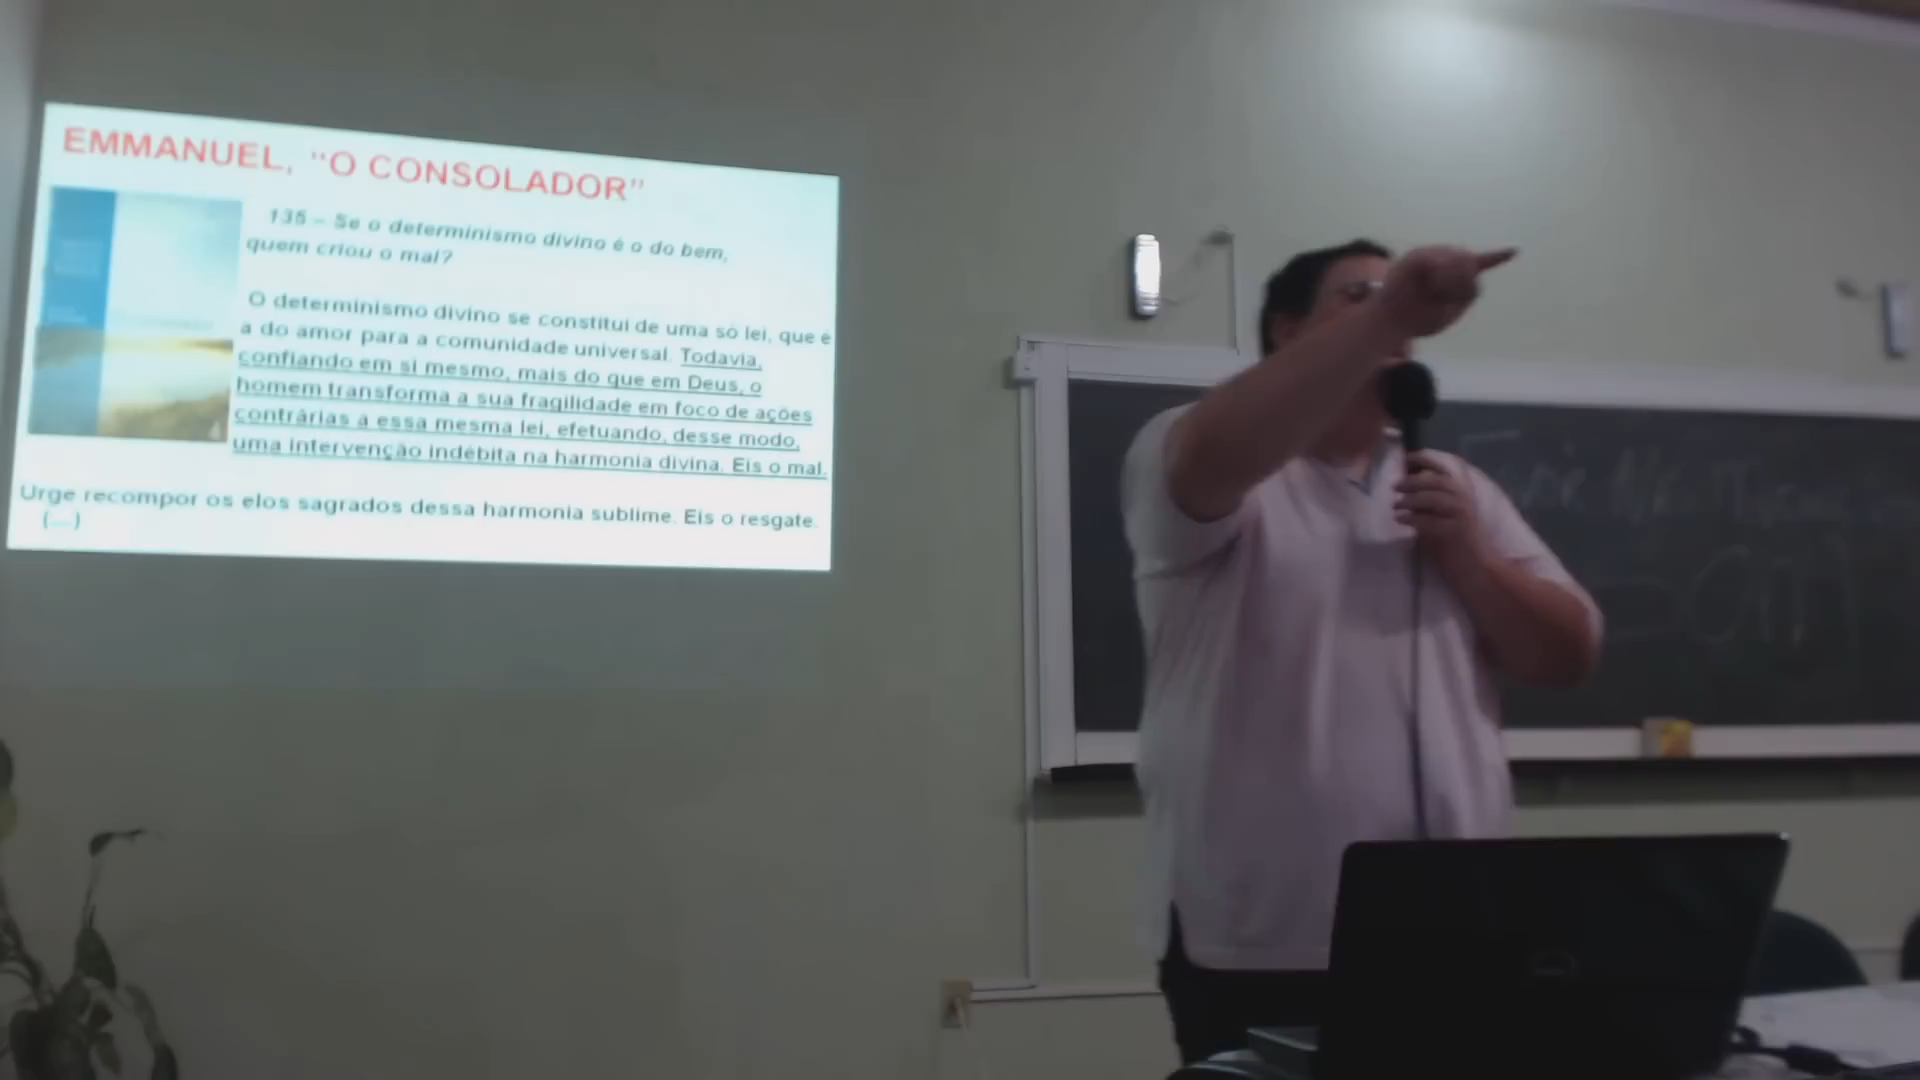 EMMANUEL, "O CONSOLADOR"
135 – Se o determinismo divino é o do bem,
quem criou o mal?
O determinismo divino se constitui de uma só lei, que é
a do amor para a comunidade universal. Todavia,
confiando em si mesmo, mais do que em Deus, o
homem transforma a sua fragilidade em foco de ações
contrárias a essa mesma lei, efetuando, desse modo,
uma intervenção indébita na harmonia divina. Eis o mal.
Urge recompor os elos sagrados dessa harmonia sublime. Eis o resgate.
(...)